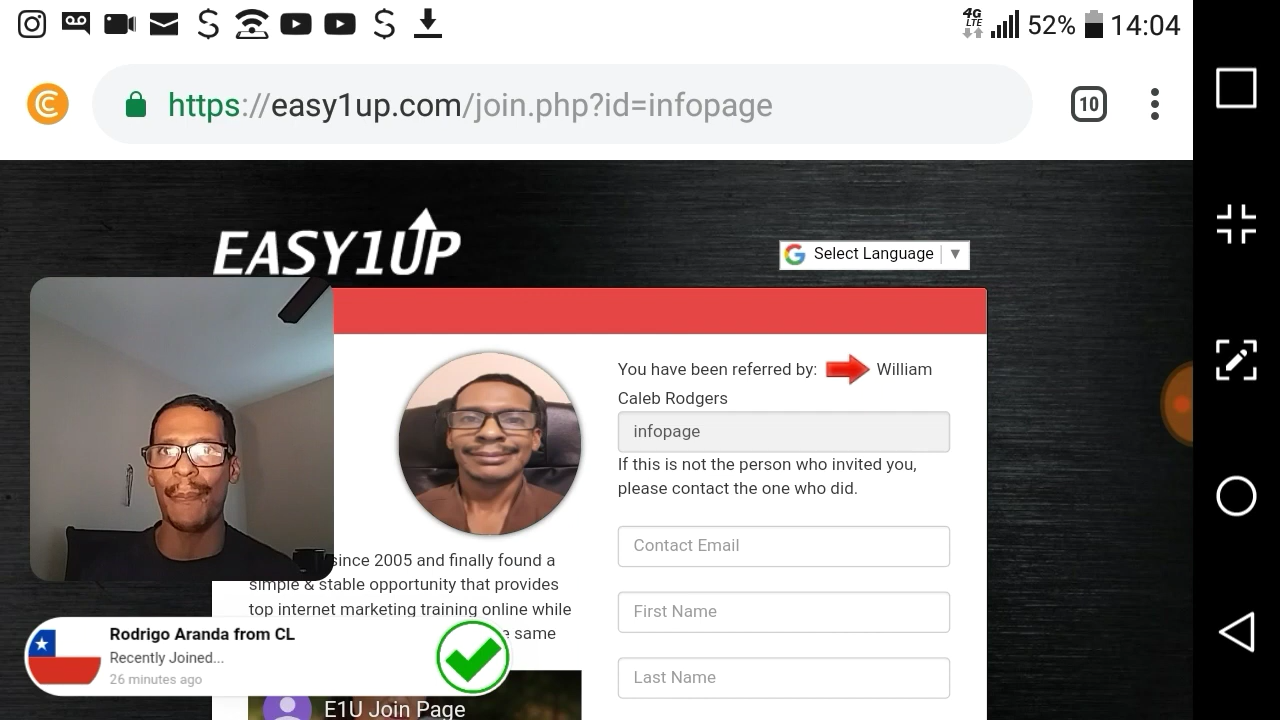 4G
LTE
52%
14:04
https://easy1up.com/join.php?id=infopage
10
EASY1UP
Select Language
You have been referred by: William
Caleb Rodgers
infopage
If this is not the person who invited you,
please contact the one who did.
Contact Email
First Name
Last Name
since 2005 and finally found a
simple & stable opportunity that provides
top internet marketing training online while
same
Rodrigo Aranda from CL
Recently Joined...
26 minutes ago
E1U Join Page